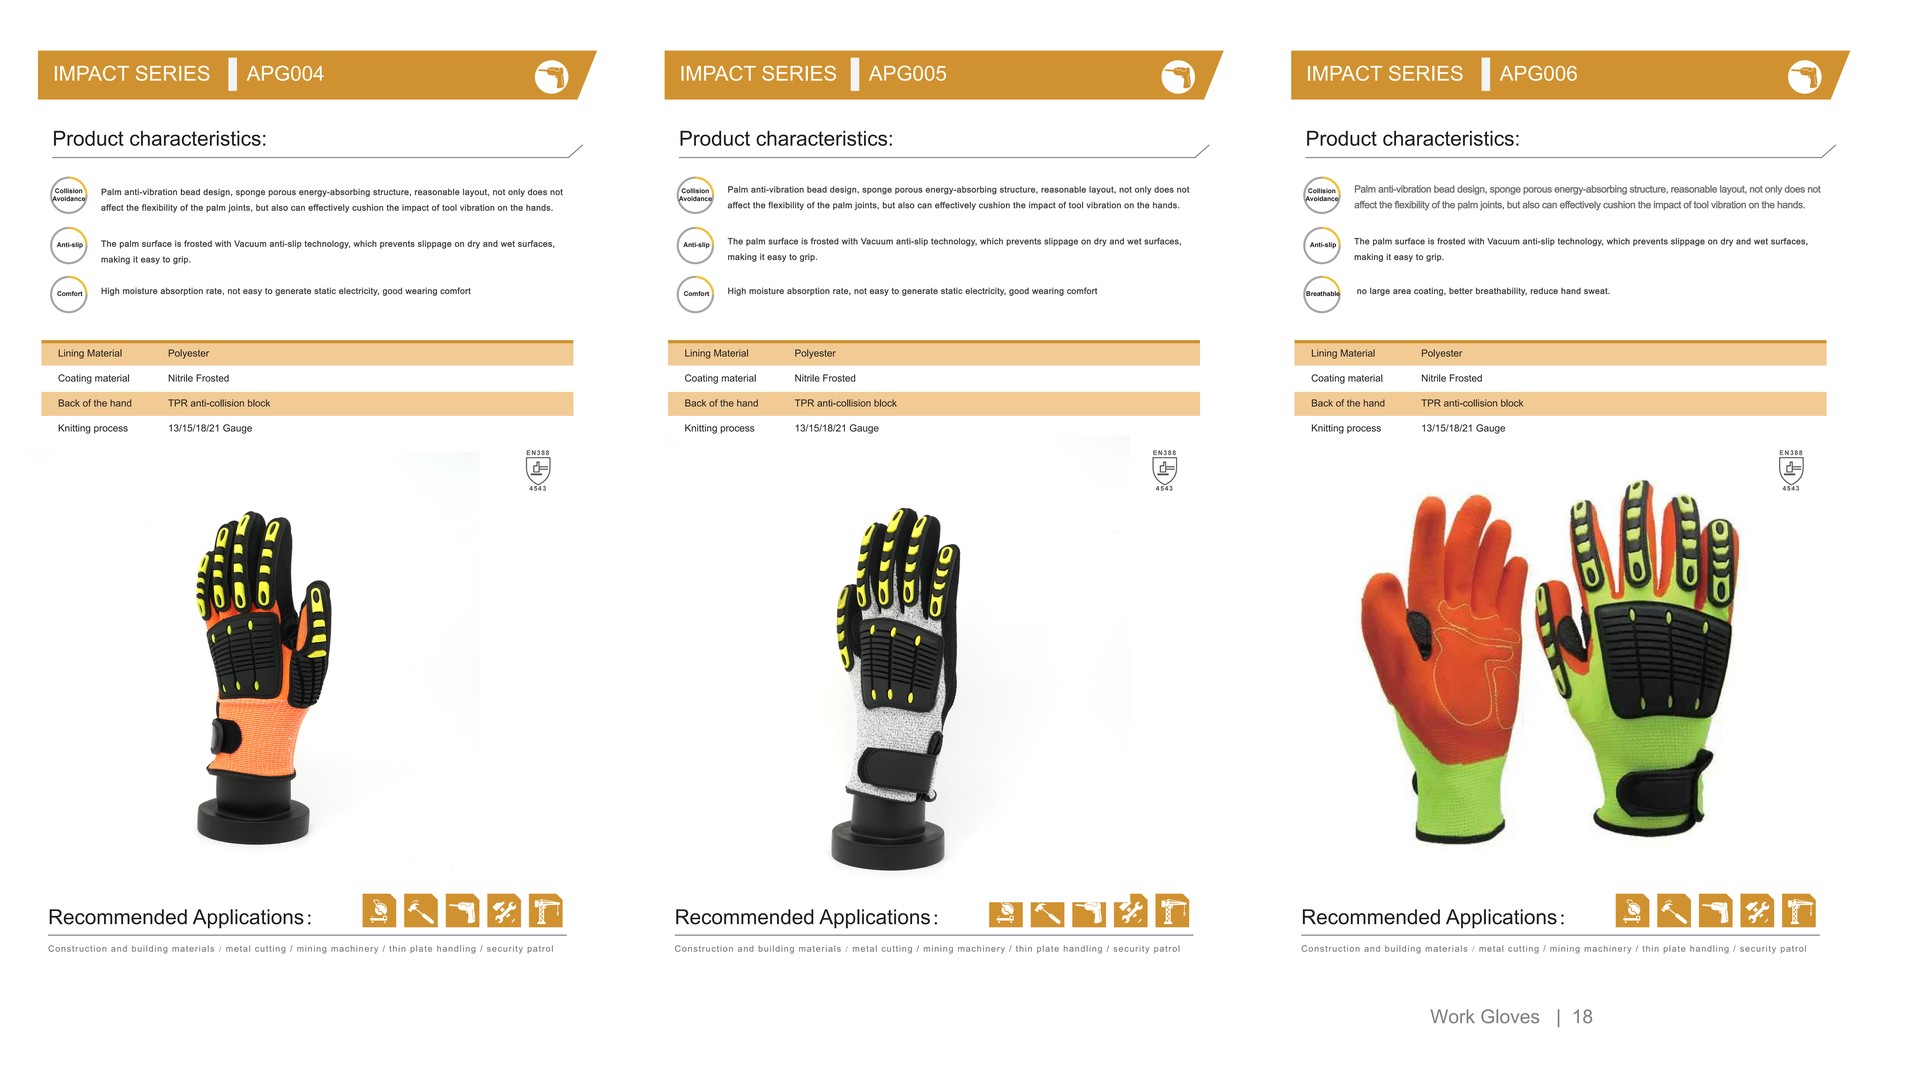 IMPACT SERIES APG004
Product characteristics:
Collision Avoidance
Palm anti-vibration bead design, sponge porous energy-absorbing structure, reasonable layout, not only does not
affect the flexibility of the palm joints, but also can effectively cushion the impact of tool vibration on the hands.
Anti-slip
The palm surface is frosted with Vacuum anti-slip technology, which prevents slippage on dry and wet surfaces,
making it easy to grip.
Comfort
High moisture absorption rate, not easy to generate static electricity, good wearing comfort
Lining Material Polyester
Coating material Nitrile Frosted
Back of the hand TPR anti-collision block
Knitting process 13/15/18/21 Gauge
EN388
4543
Recommended Applications:
Construction and building materials / metal cutting / mining machinery / thin plate handling / security patrol
IMPACT SERIES APG005
Product characteristics:
Collision Avoidance
Palm anti-vibration bead design, sponge porous energy-absorbing structure, reasonable layout, not only does not
affect the flexibility of the palm joints, but also can effectively cushion the impact of tool vibration on the hands.
Anti-slip
The palm surface is frosted with Vacuum anti-slip technology, which prevents slippage on dry and wet surfaces,
making it easy to grip.
Comfort
High moisture absorption rate, not easy to generate static electricity, good wearing comfort
Lining Material Polyester
Coating material Nitrile Frosted
Back of the hand TPR anti-collision block
Knitting process 13/15/18/21 Gauge
EN388
4543
Recommended Applications:
Construction and building materials / metal cutting / mining machinery / thin plate handling / security patrol
IMPACT SERIES APG006
Product characteristics:
Collision Avoidance
Palm anti-vibration bead design, sponge porous energy-absorbing structure, reasonable layout, not only does not
affect the flexibility of the palm joints, but also can effectively cushion the impact of tool vibration on the hands.
Anti-slip
The palm surface is frosted with Vacuum anti-slip technology, which prevents slippage on dry and wet surfaces,
making it easy to grip.
Breathable
no large area coating, better breathability, reduce hand sweat.
Lining Material Polyester
Coating material Nitrile Frosted
Back of the hand TPR anti-collision block
Knitting process 13/15/18/21 Gauge
EN388
4543
Recommended Applications:
Construction and building materials / metal cutting / mining machinery / thin plate handling / security patrol
Work Gloves | 18